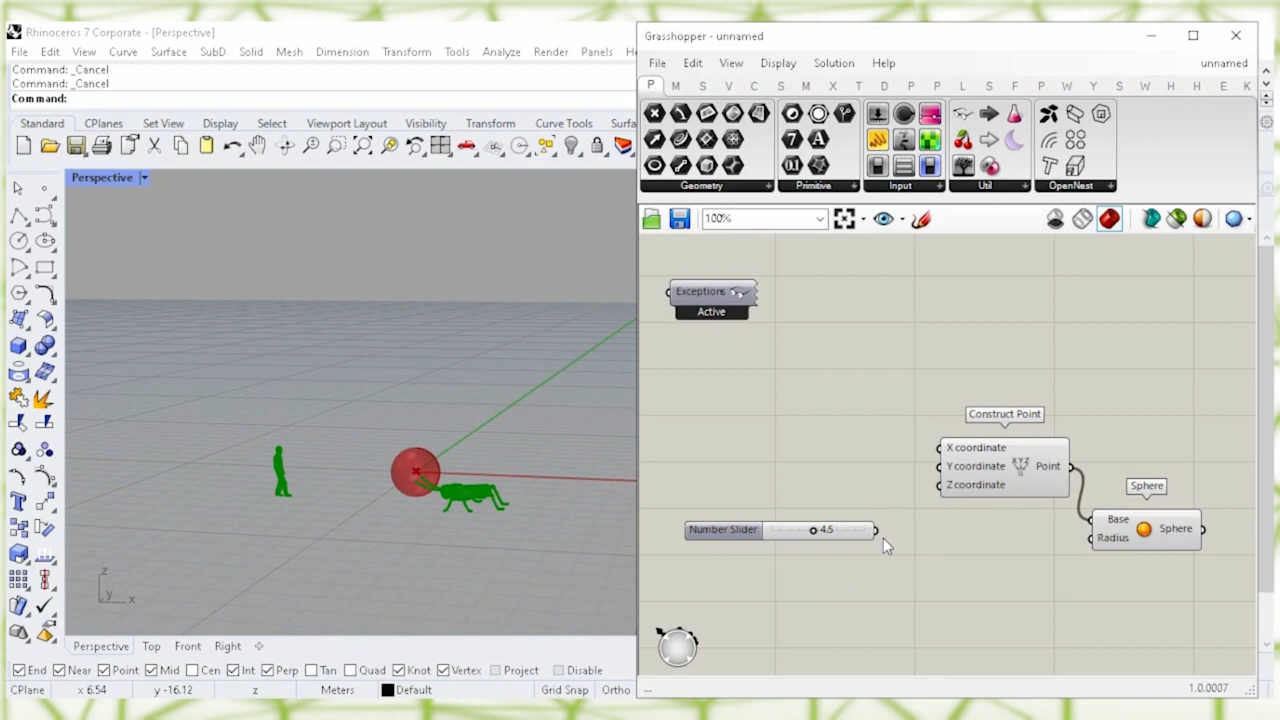 Rhinoceros 7 Corporate - [Perspective]
File Edit View Curve Surface SubD Solid Mesh Dimension Transform Tools Analyze Render Panels
Command: _Cancel
Command: _Cancel
Command:
Standard CPlanes Set View Display Select Viewport Layout Visibility Transform Curve Tools
Perspective
z
y x
Perspective Top Front Right
End Near Point Mid Cen Int Perp Tan Quad Knot Vertex Project Disable
CPlane x 6.54 y -16.12 z Meters Default Grid Snap Ortho
Grasshopper - unnamed
File Edit View Display Solution Help unnamed
P M S V C I X T D P P L S F P W Y S W H H E K
Geometry Primitive Input Util OpenNest
100%
Exceptions
Active
Construct Point
X coordinate
Y coordinate XYZ Point
Z coordinate
Sphere
Number Slider 4.5
Base
Radius Sphere
... 1.0.0007